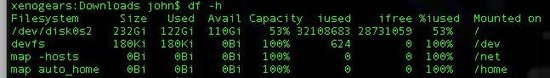 xenogears:Downloads john$ df -h
Filesystem Size Used Avail Capacity iused ifree %iused Mounted on
/dev/disk0s2 232Gi 122Gi 110Gi 53% 32108683 28731059 53% /
devfs 180Ki 180Ki 0Bi 100% 624 0 100% /dev
map -hosts 0Bi 0Bi 0Bi 100% 0 0 100% /net
map auto_home 0Bi 0Bi 0Bi 100% 0 0 100% /home